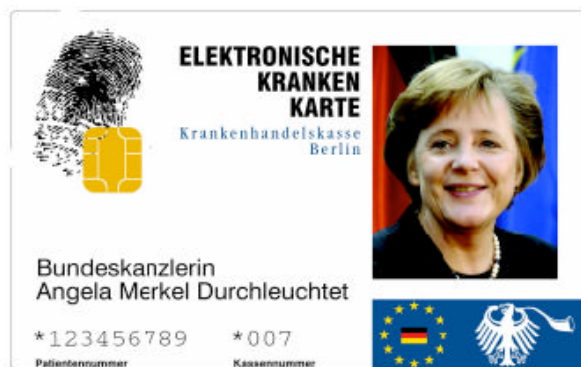 ELEKTRONISCHE
KRANKEN
KARTE
Krankenhandelskasse
Berlin
Bundeskanzlerin
Angela Merkel Durchleuchtet
*123456789 *007
Patientennummer Kassennummer